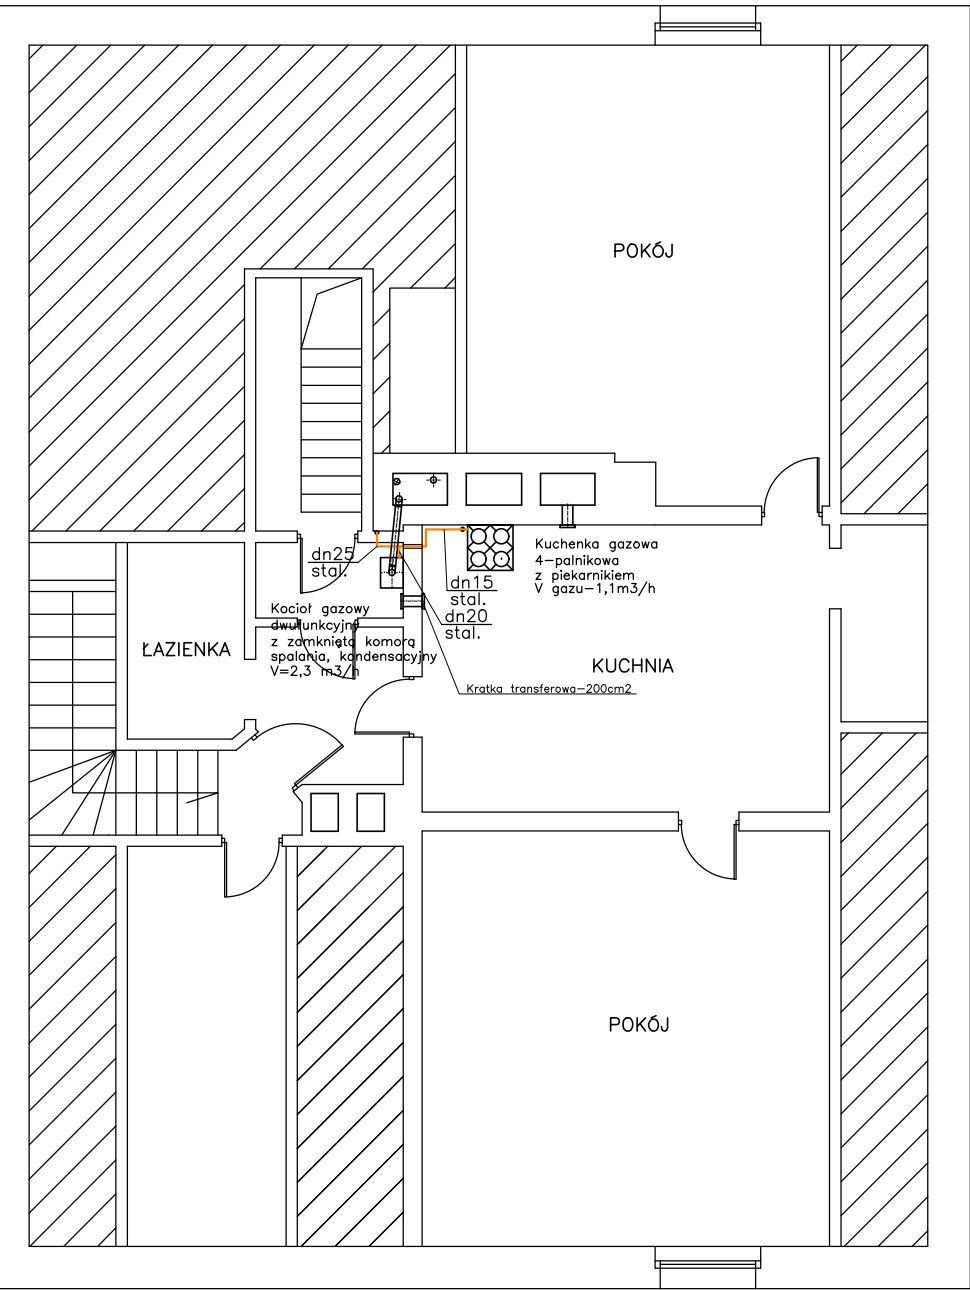 POKÓJ
dn25
stal.
Kuchenka gazowa
4-palnikowa
z piekarnikiem
V gazu-1,1m3/h
dn15
stal.
dn20
stal.
Kocioł gazowy
dwufunkcyjny
z zamkniętą komorą
spalania, kondensacyjny
V=2,3 m3/h
ŁAZIENKA
KUCHNIA
Kratka transferowa-200cm2
POKÓJ